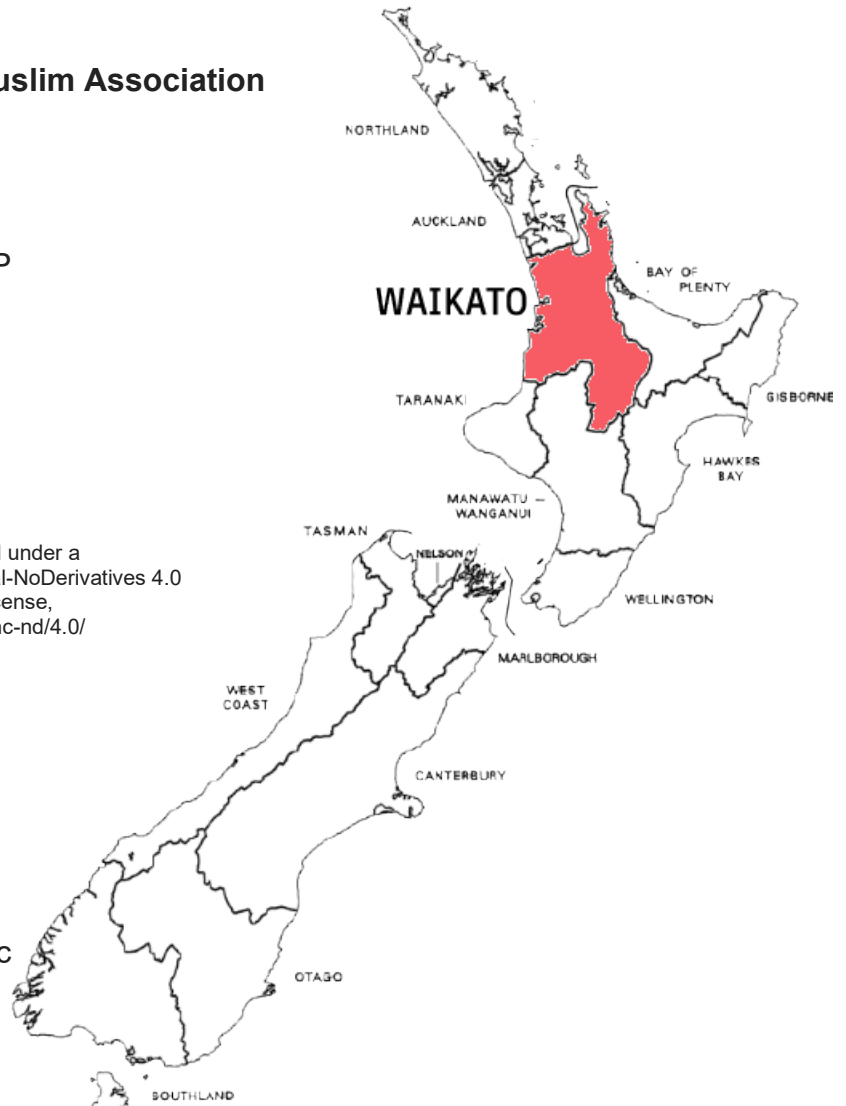 uslim Association
NORTHLAND
AUCKLAND
P
BAY OF
PLENTY
WAIKATO
TARANAKI
GISBORNE
HAWKES
BAY
MANAWATU –
WANGANUI
TASMAN
NELSON
under a
l-NoDerivatives 4.0
cense,
nc-nd/4.0/
WELLINGTON
MARLBOROUGH
WEST
COAST
CANTERBURY
C
OTAGO
SOUTHLAND